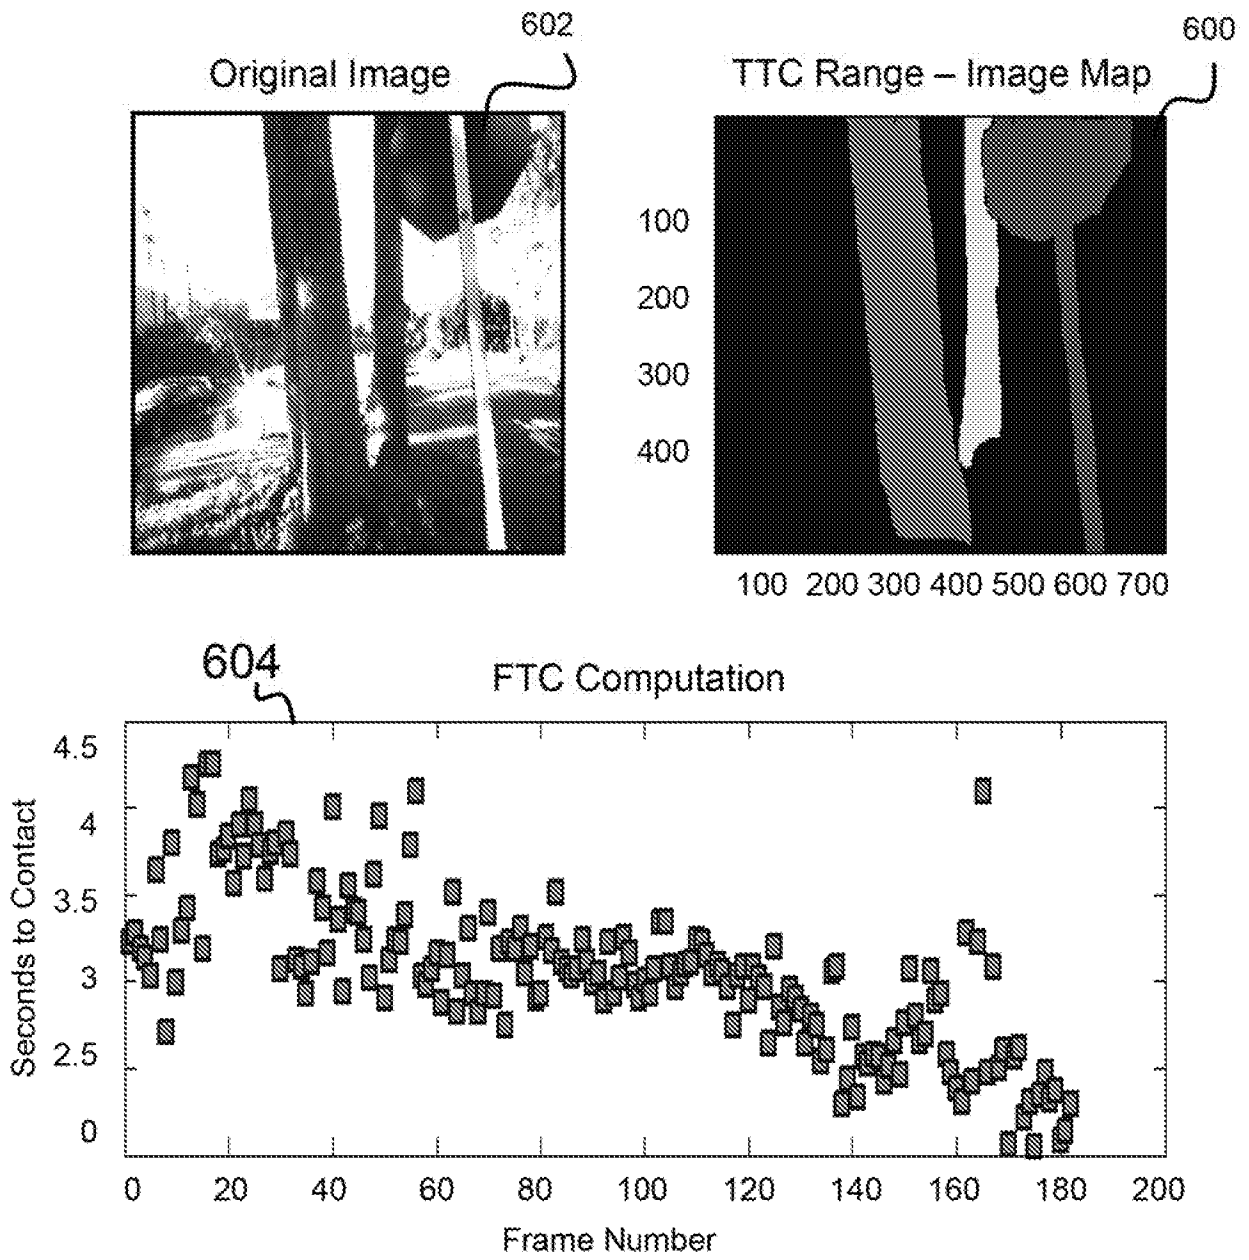 602
600
Original Image
TTC Range – Image Map
100
200
300
400
100 200 300 400 500 600 700
604
FTC Computation
Seconds to Contact
4.5
4
3.5
3
2.5
0
0 20 40 60 80 100 120 140 160 180 200
Frame Number